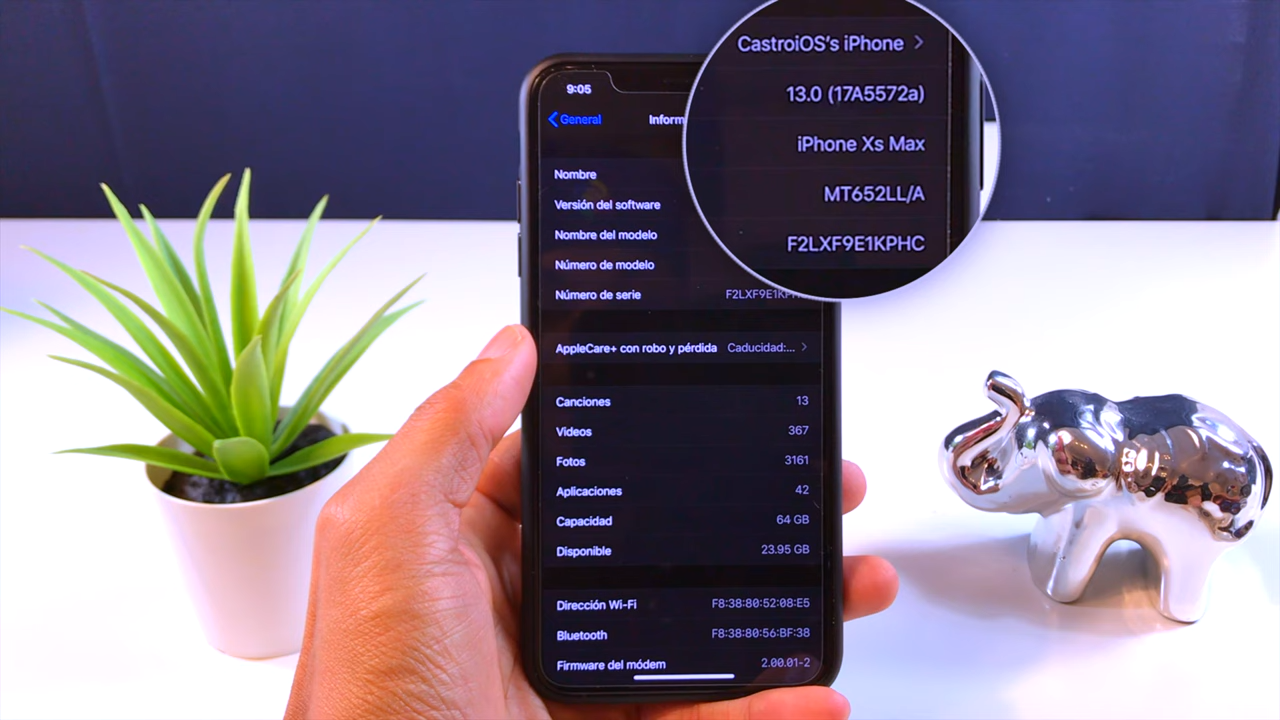 9:05
General
Inform
CastroiOS's iPhone
13.0 (17A5572a)
iPhone Xs Max
MT652LL/A
F2LXF9E1KPHC
Nombre
Versión del software
Nombre del modelo
Número de modelo
Número de serie F2LXF9E1KPH
AppleCare+ con robo y pérdida Caducidad:...
Canciones 13
Videos 367
Fotos 3161
Aplicaciones 42
Capacidad 64 GB
Disponible 23.95 GB
Dirección Wi-Fi F8:38:80:52:08:E5
Bluetooth F8:38:80:56:BF:38
Firmware del módem 2.00.01-2